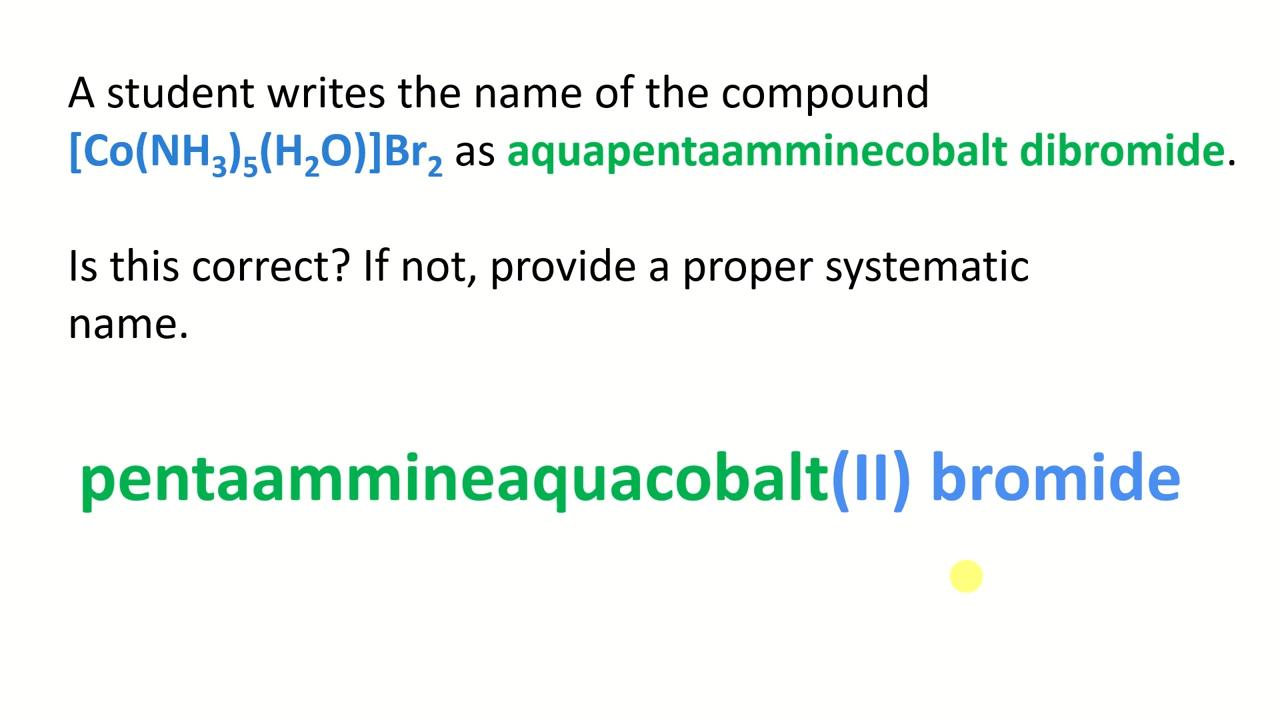 A student writes the name of the compound
[Co(NH₃)₅(H₂O)]Br₂ as aquapentaamminecobalt dibromide.
Is this correct? If not, provide a proper systematic
name.
pentaammineaquacobalt(II) bromide